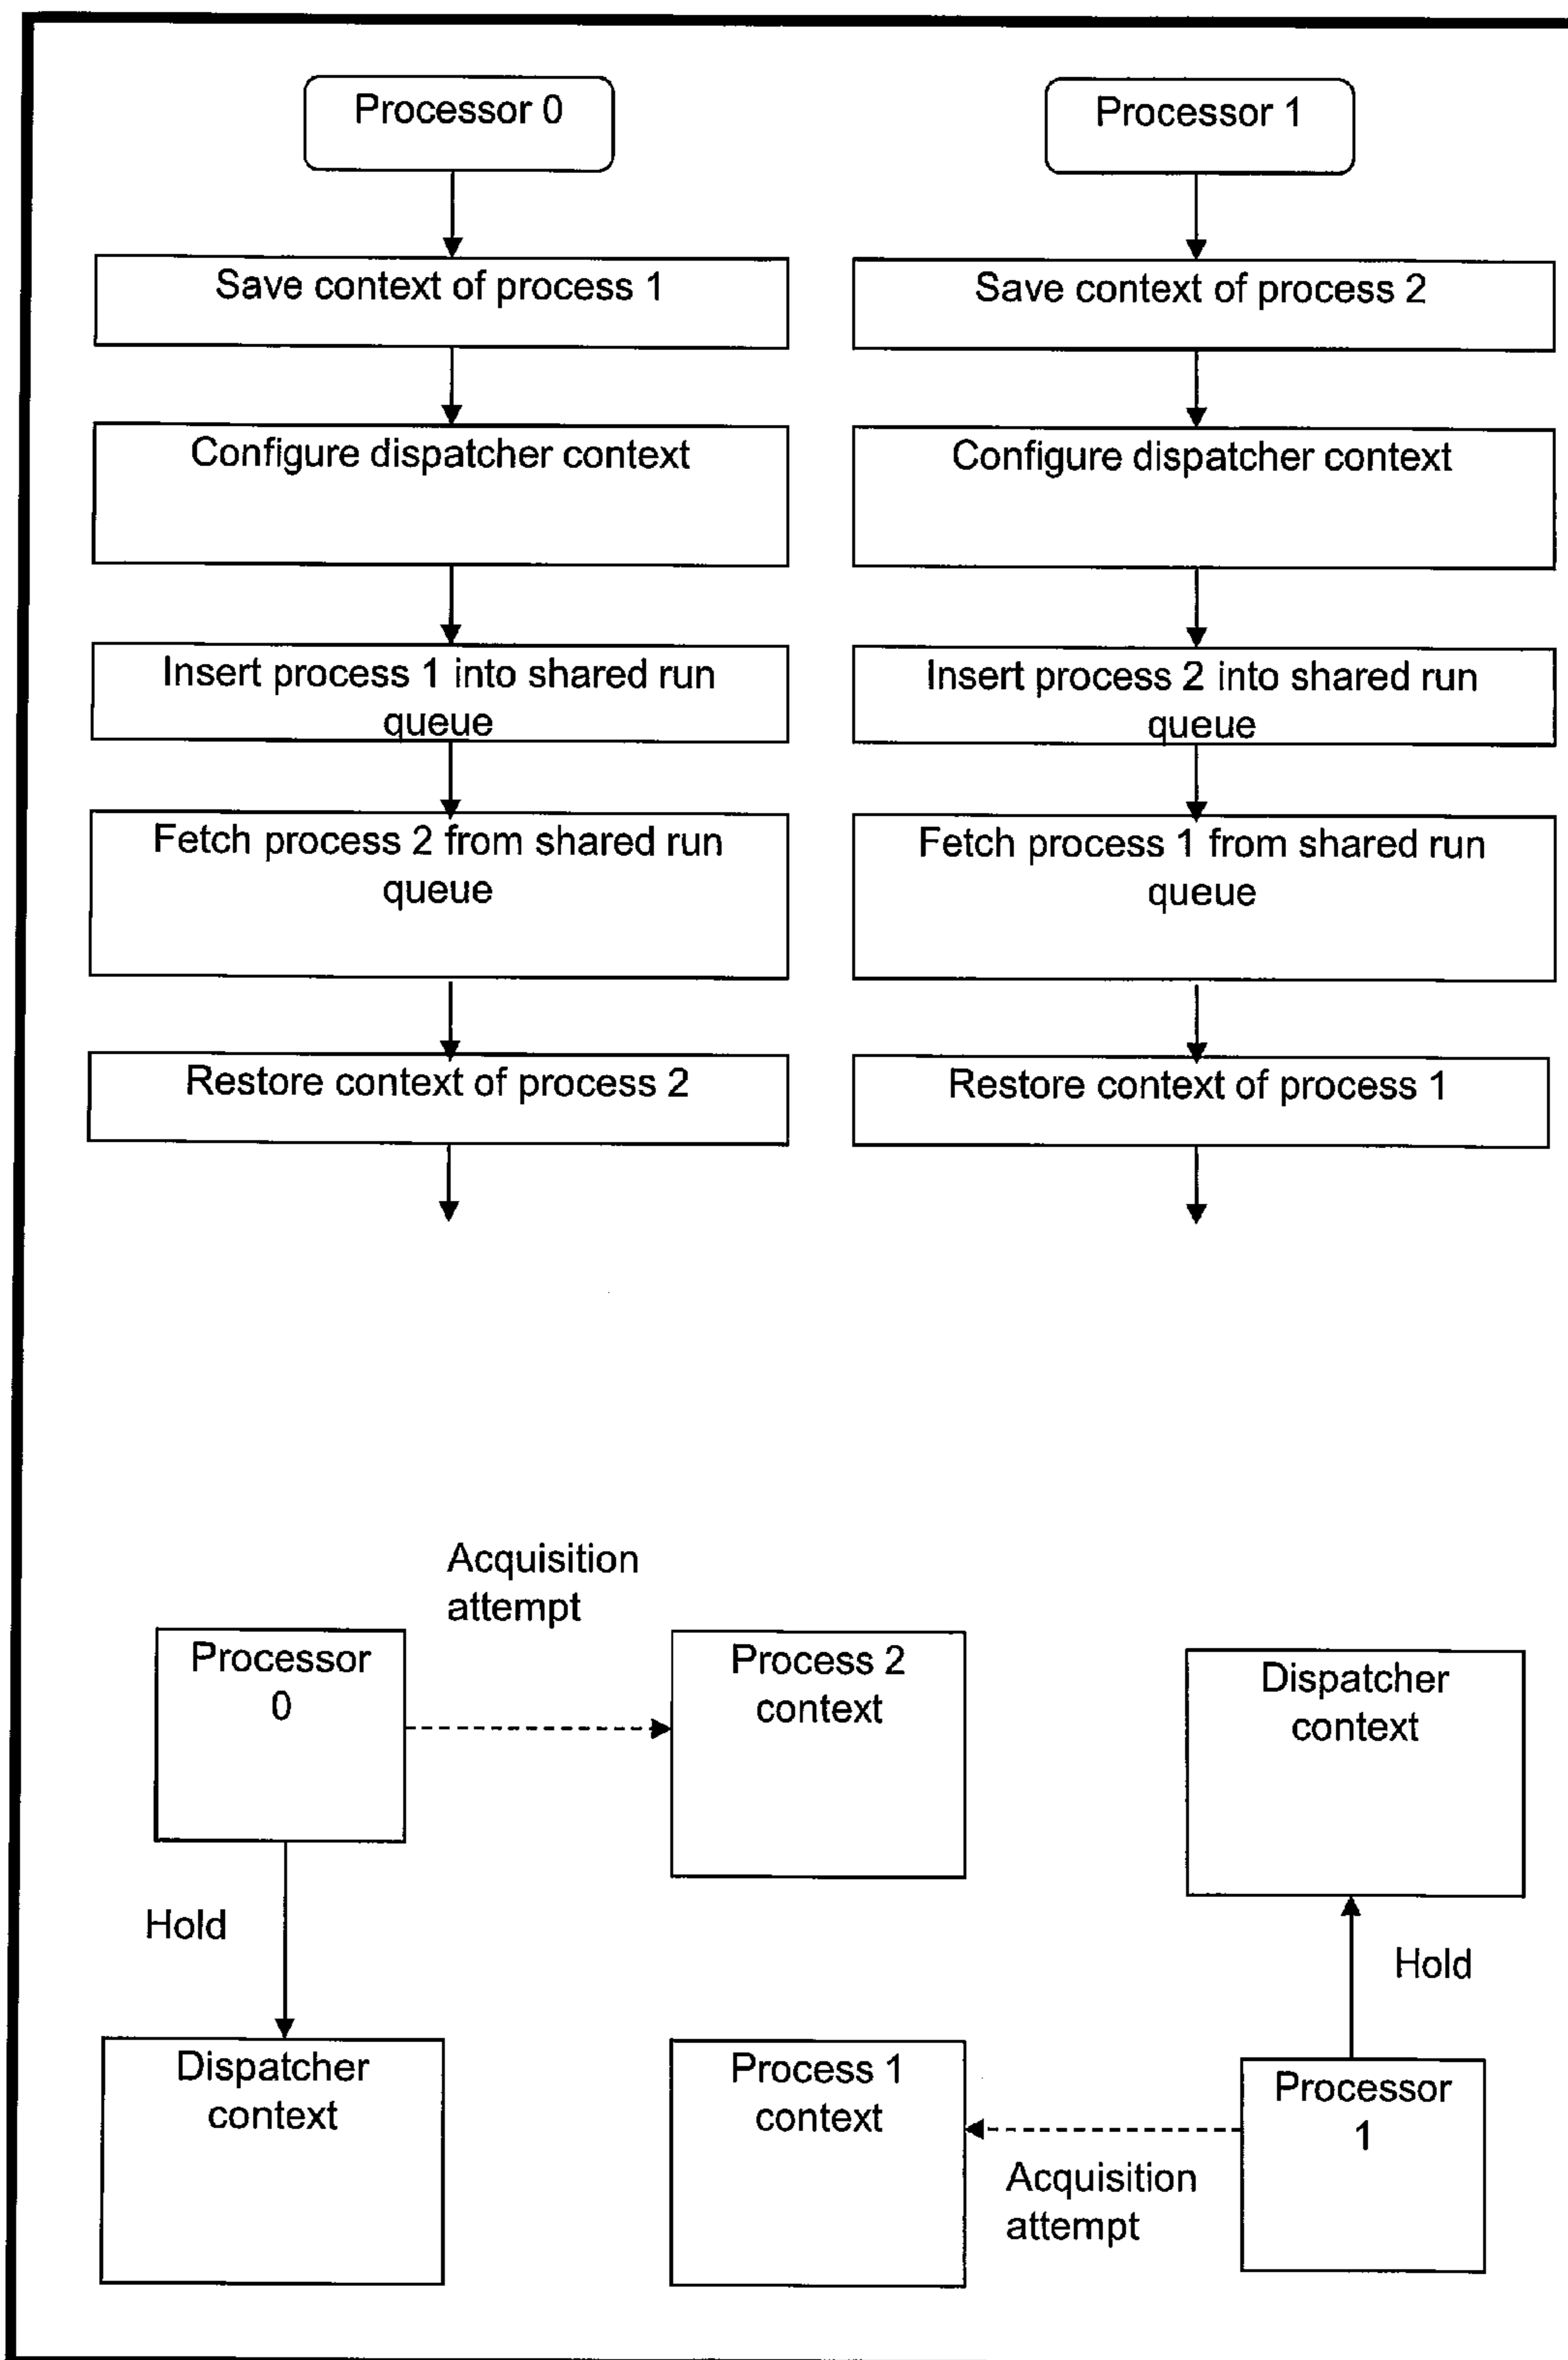 Processor 0
Save context of process 1
Configure dispatcher context
Insert process 1 into shared run
queue
Fetch process 2 from shared run
queue
Restore context of process 2
Processor 1
Save context of process 2
Configure dispatcher context
Insert process 2 into shared run
queue
Fetch process 1 from shared run
queue
Restore context of process 1
Acquisition
attempt
Processor
0
Process 2
context
Dispatcher
context
Hold
Hold
Dispatcher
context
Process 1
context
Processor
1
Acquisition
attempt